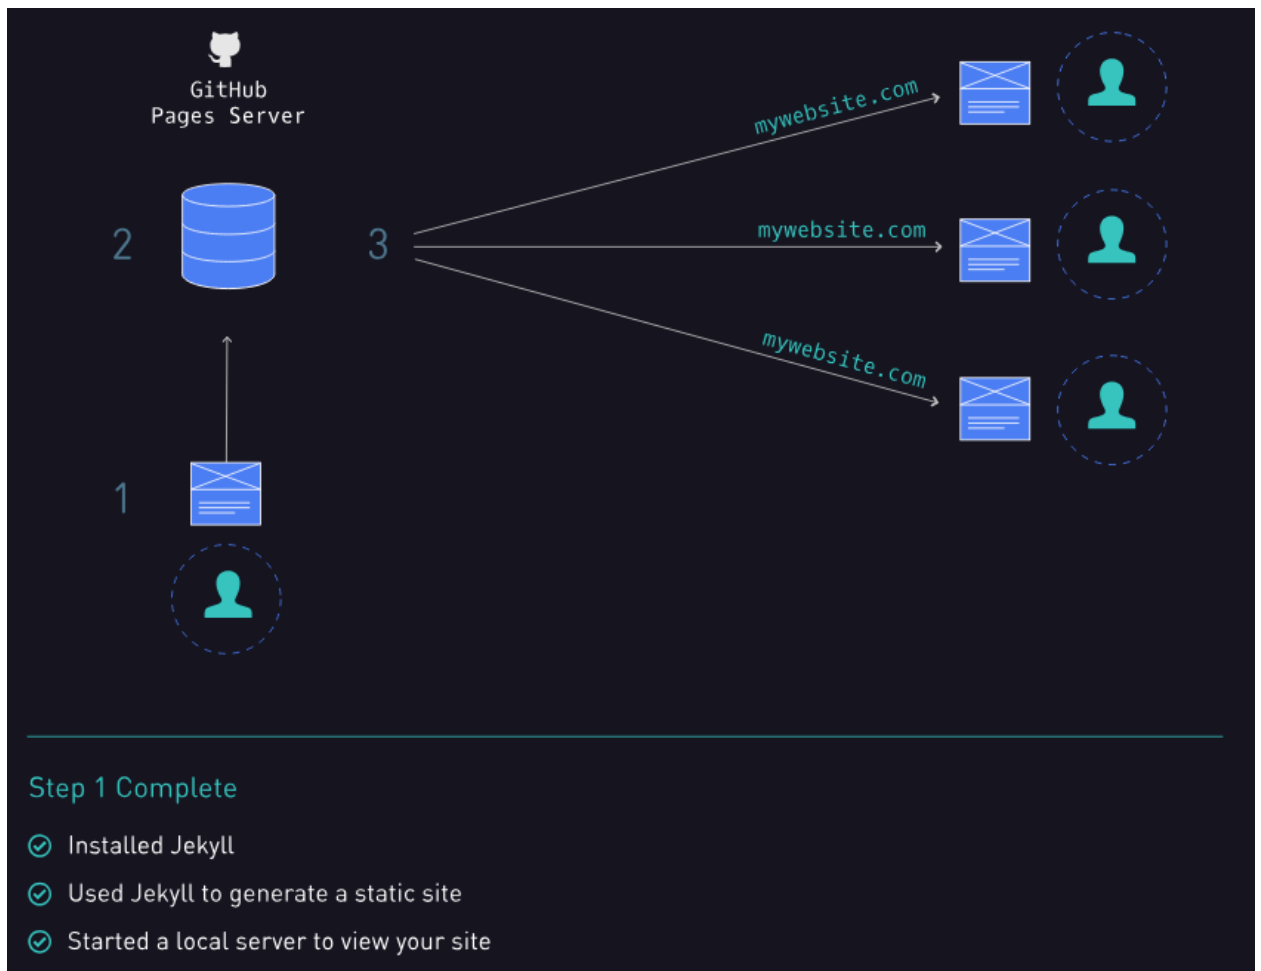 GitHub
Pages Server
mywebsite.com
2
3
mywebsite.com
mywebsite.com
1
Step 1 Complete
Installed Jekyll
Used Jekyll to generate a static site
Started a local server to view your site